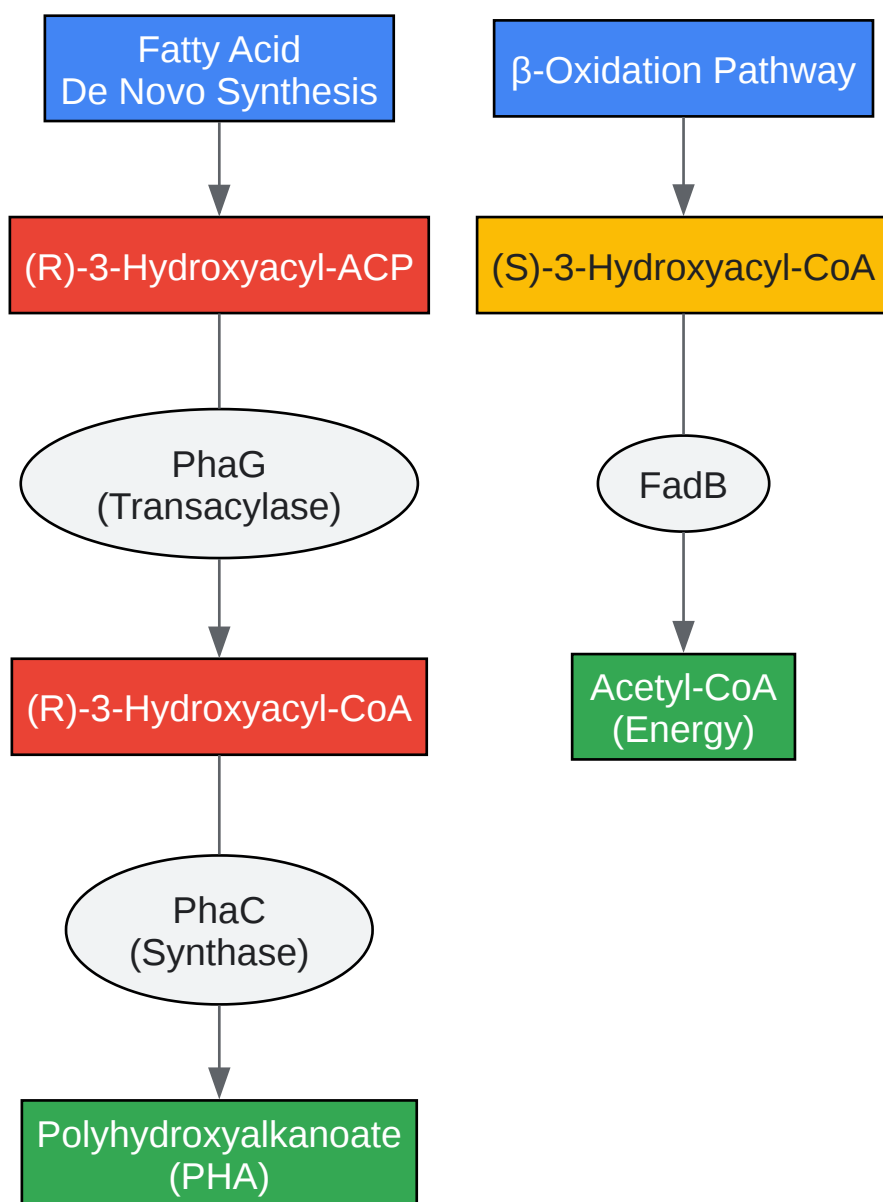 Fatty Acid
De Novo Synthesis
(R)-3-Hydroxyacyl-ACP
PhaG
(Transacylase)
(R)-3-Hydroxyacyl-CoA
PhaC
(Synthase)
Polyhydroxyalkanoate
(PHA)
β-Oxidation Pathway
(S)-3-Hydroxyacyl-CoA
FadB
Acetyl-CoA
(Energy)